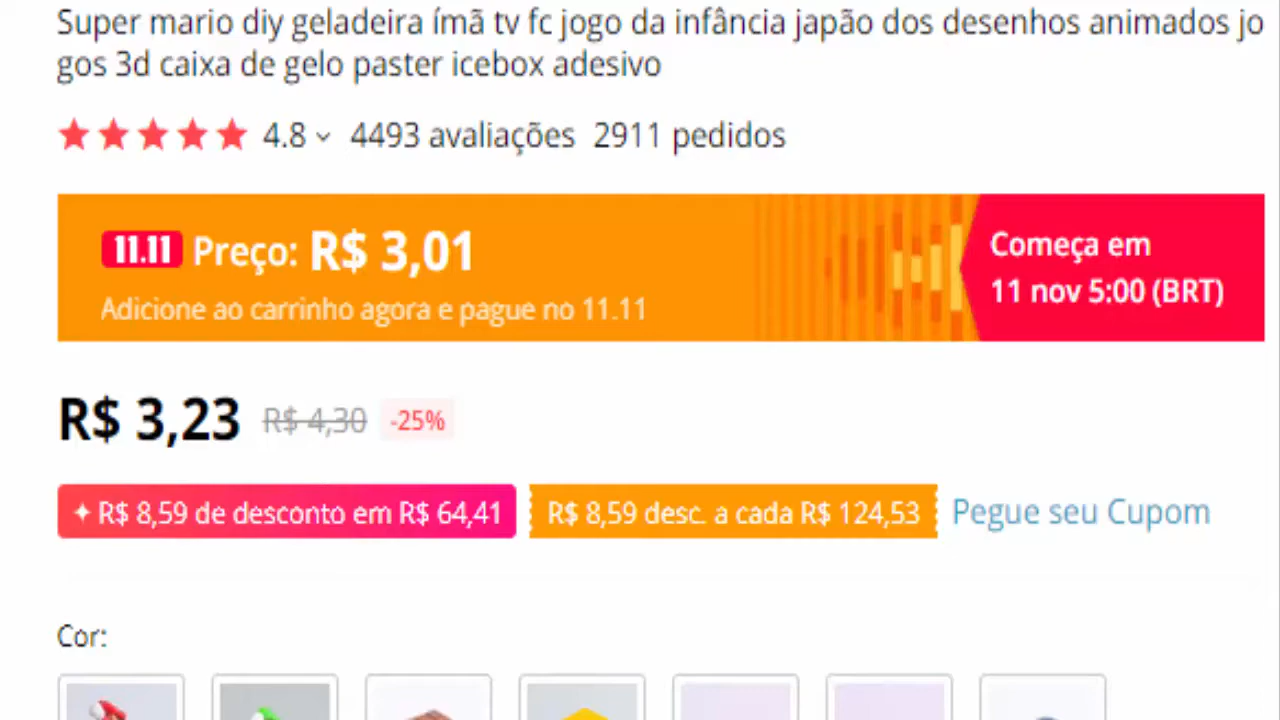 Super mario diy geladeira ímã tv fc jogo da infância japão dos desenhos animados jo
gos 3d caixa de gelo paster icebox adesivo
4.8 4493 avaliações 2911 pedidos
11.11 Preço: R$ 3,01
Adicione ao carrinho agora e pague no 11.11
Começa em
11 nov 5:00 (BRT)
R$ 3,23 R$ 4,30 -25%
R$ 8,59 de desconto em R$ 64,41 R$ 8,59 desc. a cada R$ 124,53 Pegue seu Cupom
Cor: